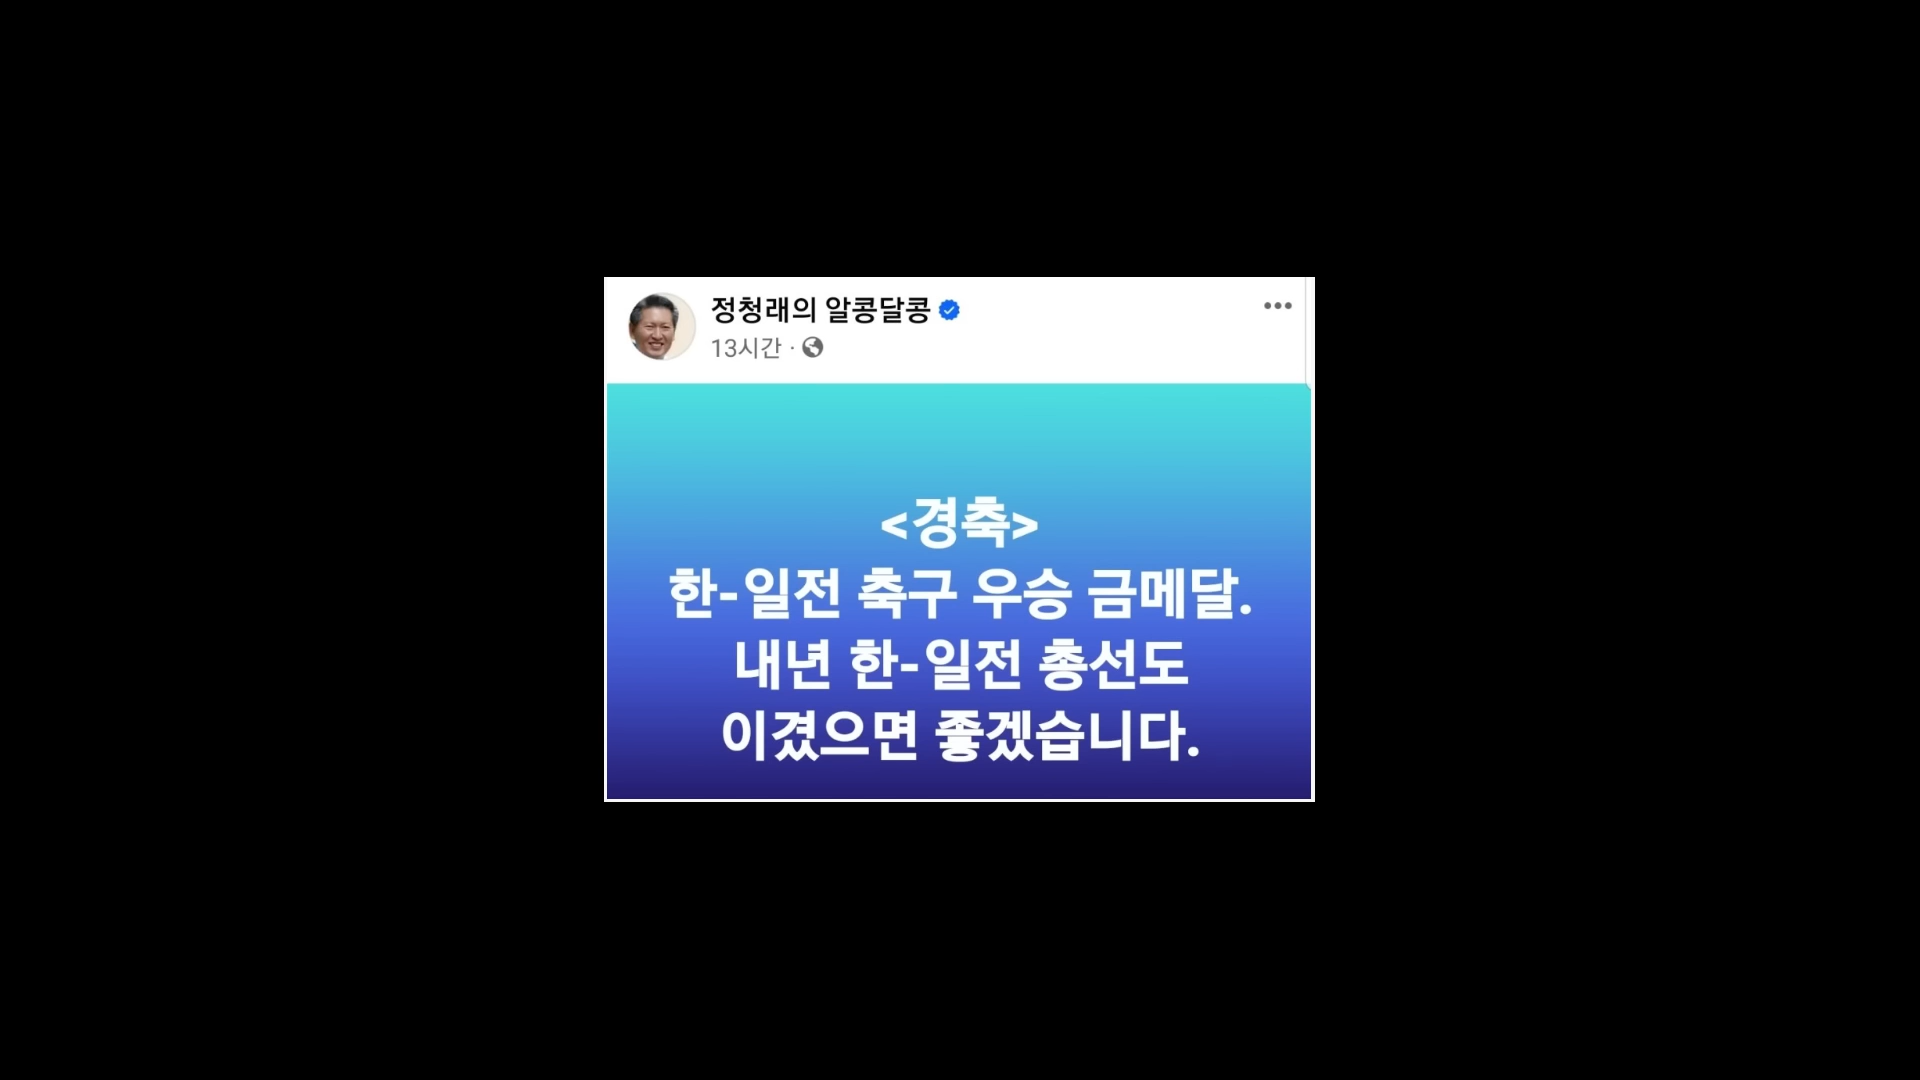 정청래의 알콩달콩
13시간 ·
<경축>
한-일전 축구 우승 금메달.
내년 한-일전 총선도
이겼으면 좋겠습니다.